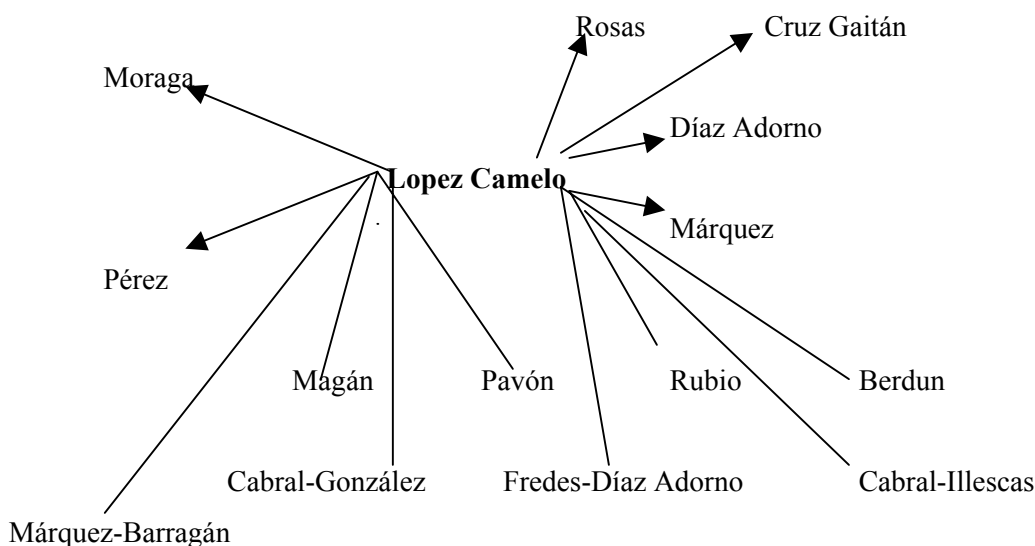 Rosas
Cruz Gaitán
Moraga
Díaz Adorno
Lopez Camelo
Márquez
Pérez
Magán
Pavón
Rubio
Berdun
Cabral-González
Fredes-Díaz Adorno
Cabral-Illescas
Márquez-Barragán